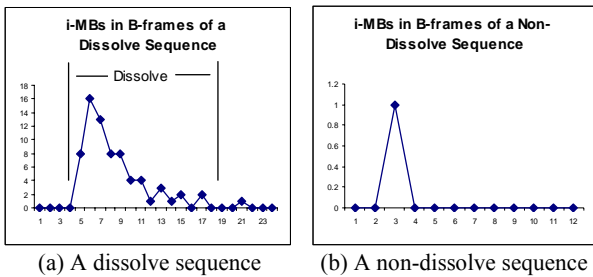 i-MBs in B-frames of a
Dissolve Sequence
Dissolve
18
16
14
12
10
8
6
4
2
0
1 3 5 7 9 11 13 15 17 19 21 23
(a) A dissolve sequence
i-MBs in B-frames of a Non-
Dissolve Sequence
1.2
1
0.8
0.6
0.4
0.2
0
1 2 3 4 5 6 7 8 9 10 11 12
(b) A non-dissolve sequence